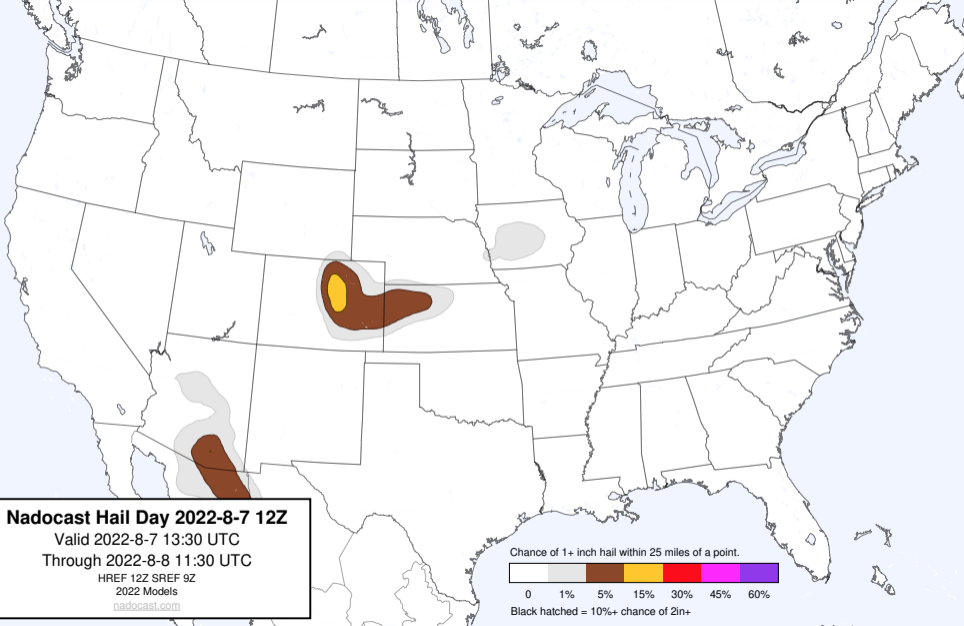 Nadocast Hail Day 2022-8-7 12Z
Valid 2022-8-7 13:30 UTC
Through 2022-8-8 11:30 UTC
HREF 12Z SREF 9Z
2022 Models
nadocast.com
Chance of 1+ inch hail within 25 miles of a point.
0 1% 5% 15% 30% 45% 60%
Black hatched = 10%+ chance of 2in+